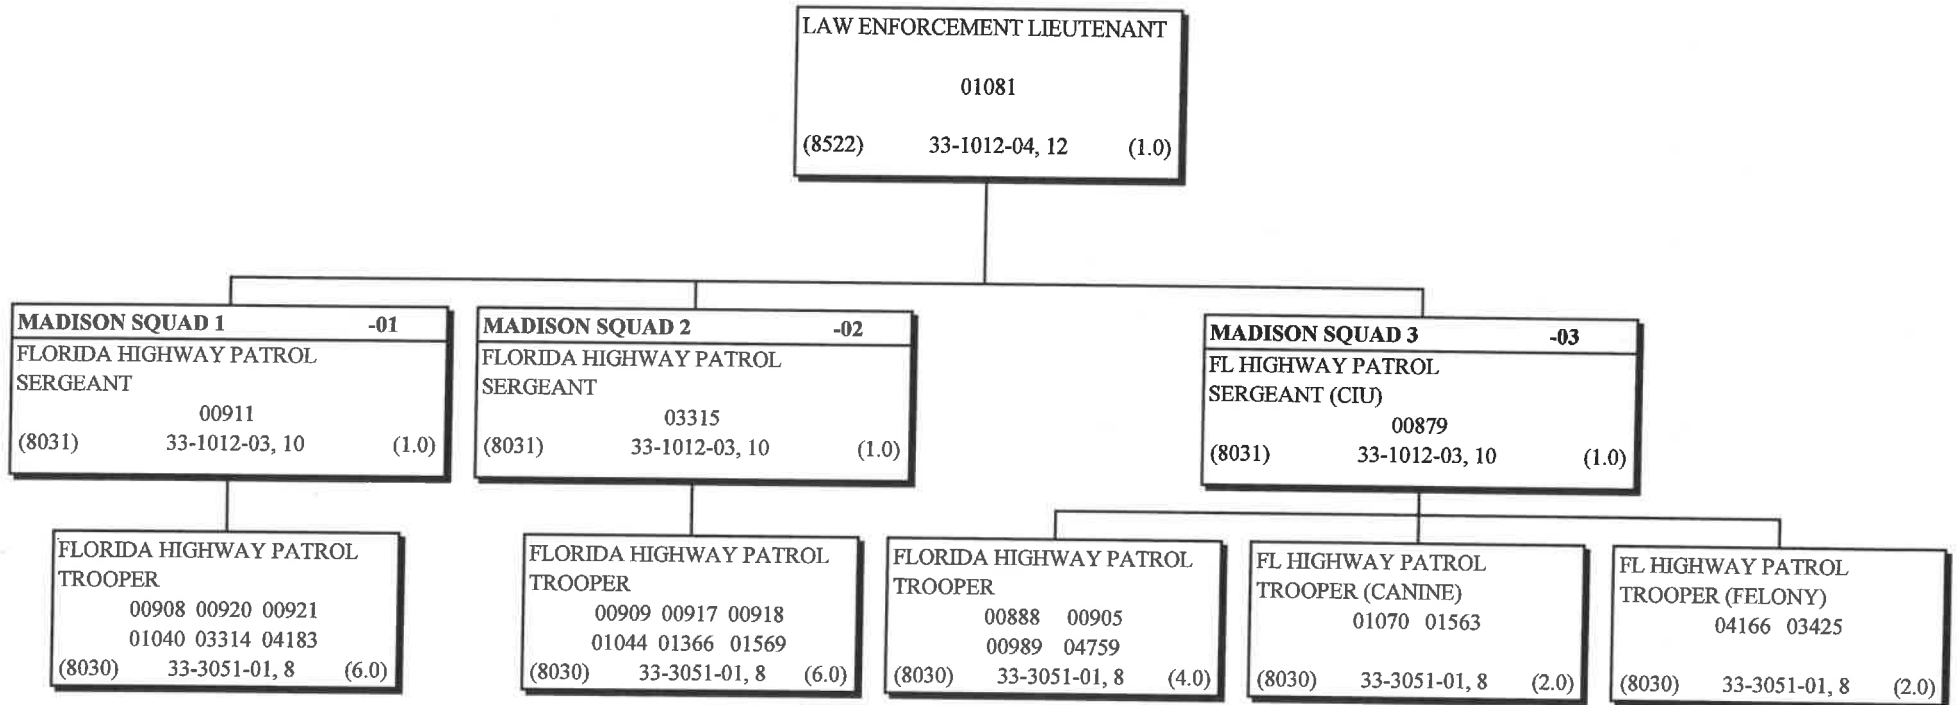 LAW ENFORCEMENT LIEUTENANT
01081
(8522) 33-1012-04, 12 (1.0)
MADISON SQUAD 1 -01
FLORIDA HIGHWAY PATROL
SERGEANT
00911
(8031) 33-1012-03, 10 (1.0)
MADISON SQUAD 2 -02
FLORIDA HIGHWAY PATROL
SERGEANT
03315
(8031) 33-1012-03, 10 (1.0)
MADISON SQUAD 3 -03
FL HIGHWAY PATROL
SERGEANT (CIU)
00879
(8031) 33-1012-03, 10 (1.0)
FLORIDA HIGHWAY PATROL
TROOPER
00908 00920 00921
01040 03314 04183
(8030) 33-3051-01, 8 (6.0)
FLORIDA HIGHWAY PATROL
TROOPER
00909 00917 00918
01044 01366 01569
(8030) 33-3051-01, 8 (6.0)
FLORIDA HIGHWAY PATROL
TROOPER
00888 00905
00989 04759
(8030) 33-3051-01, 8 (4.0)
FL HIGHWAY PATROL
TROOPER (CANINE)
01070 01563
(8030) 33-3051-01, 8 (2.0)
FL HIGHWAY PATROL
TROOPER (FELONY)
04166 03425
(8030) 33-3051-01, 8 (2.0)